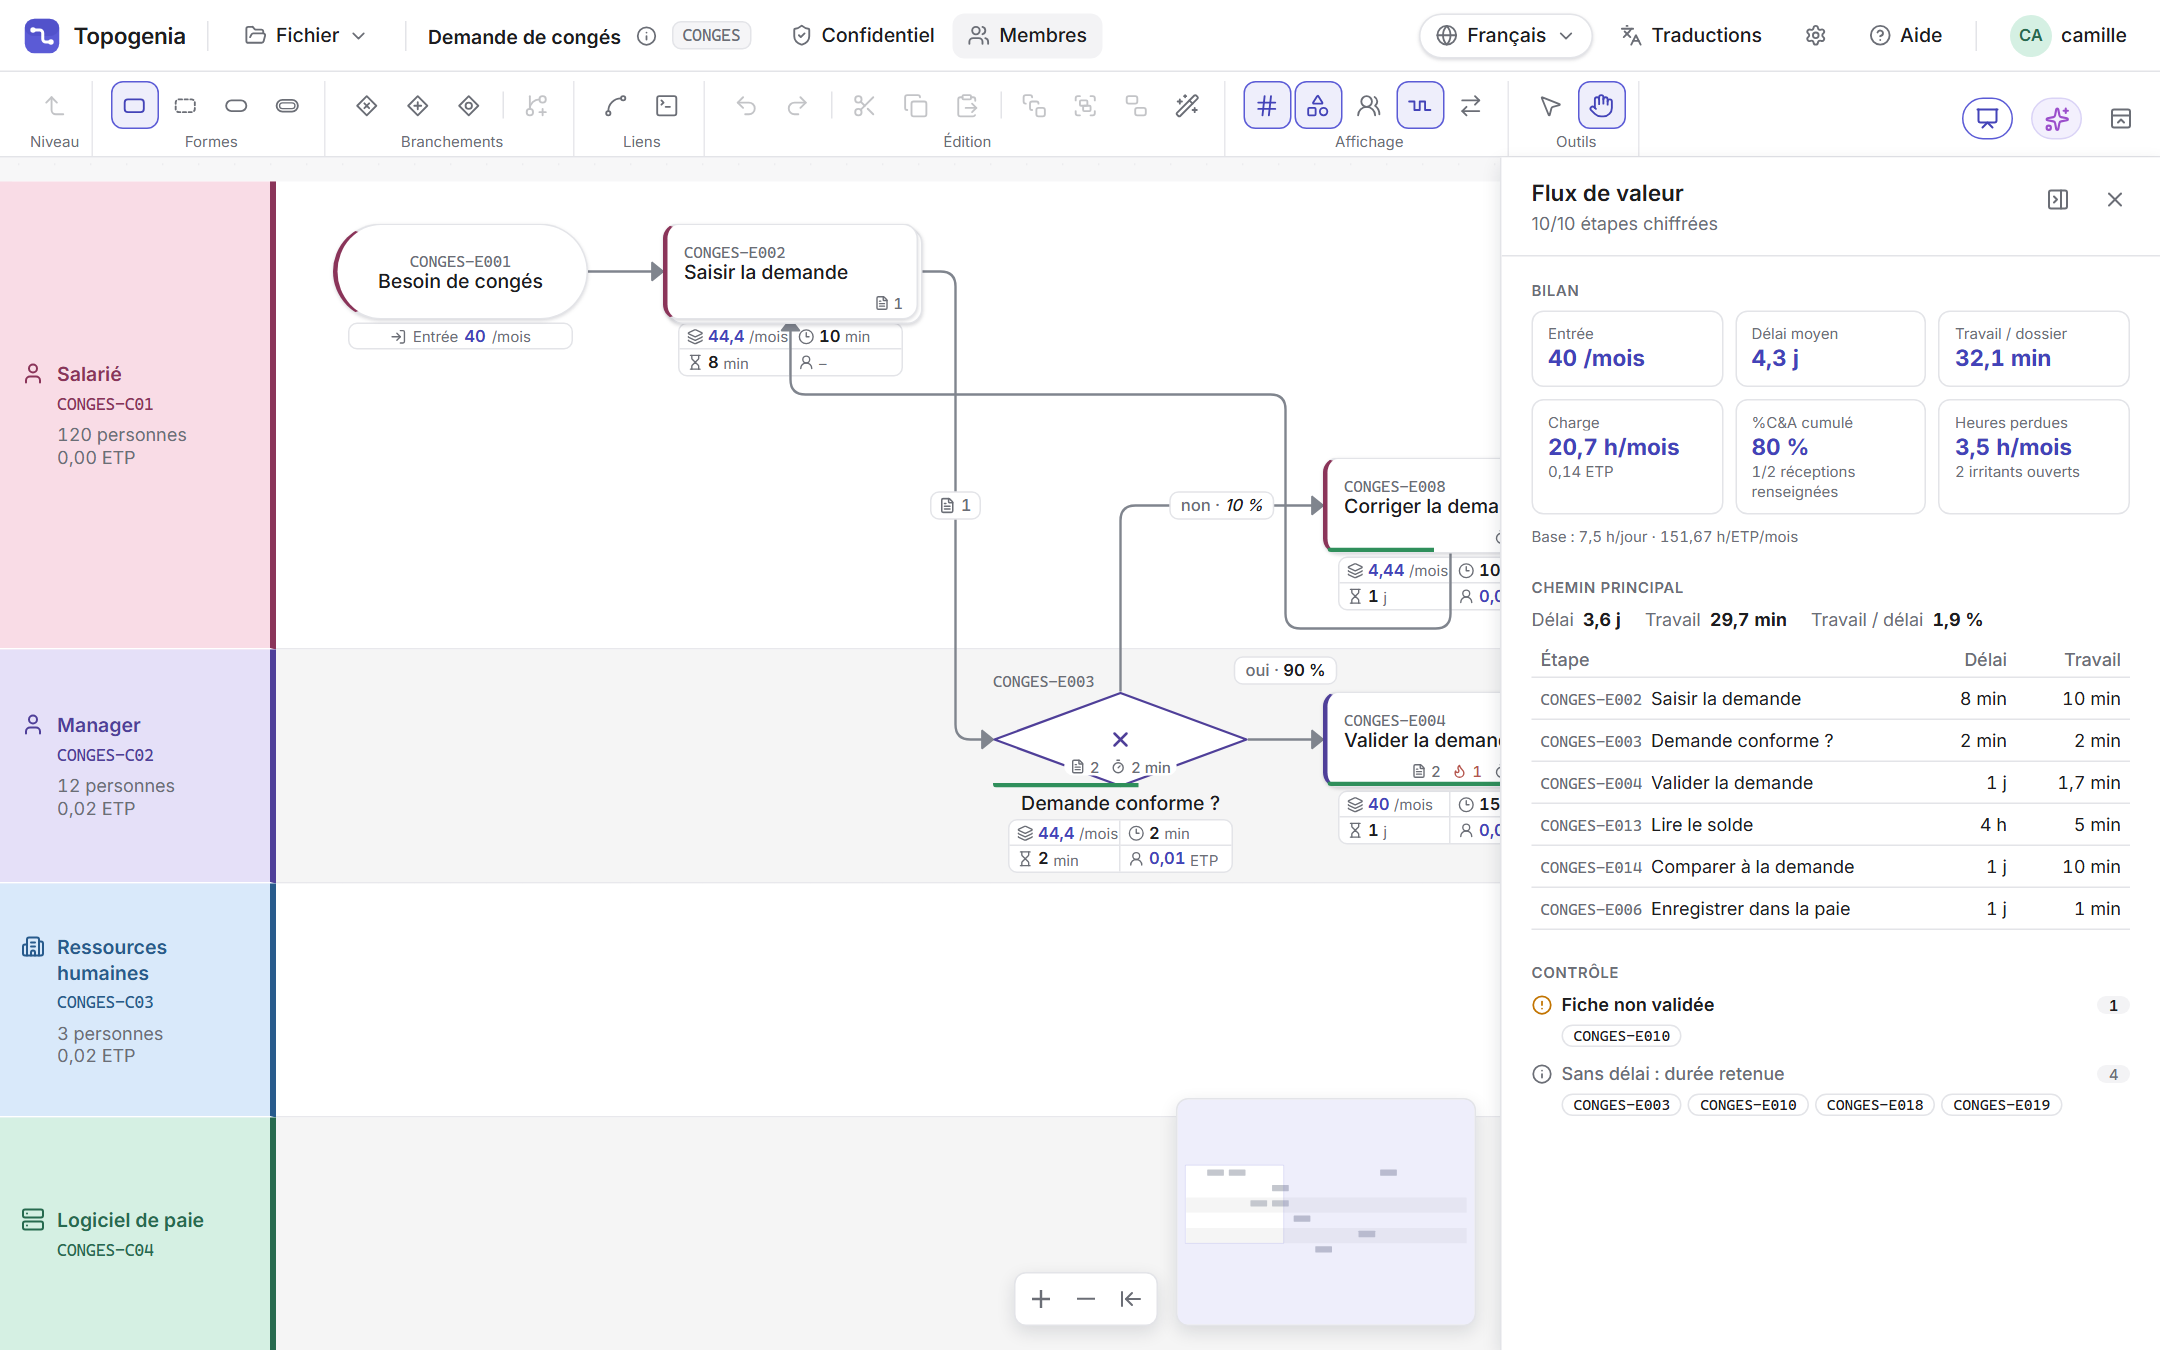 Topogenia
Fichier
Demande de congés
CONGES
Confidentiel
Membres
Français
Traductions
Aide
CA
camille
Niveau
Formes
Branchements
Liens
Édition
Affichage
Outils
Salarié
CONGES-C01
120 personnes
0,00 ETP
Manager
CONGES-C02
12 personnes
0,02 ETP
Ressources
humaines
CONGES-C03
3 personnes
0,02 ETP
Logiciel de paie
CONGES-C04
CONGES-E001
Besoin de congés
Entrée 40 /mois
CONGES-E002
Saisir la demande
1
44,4 /mois
10 min
8 min
–
1
non · 10 %
CONGES-E008
Corriger la dema
4,44 /mois
10
1 j
0,0
oui · 90 %
CONGES-E003
2
2 min
Demande conforme ?
44,4 /mois
2 min
2 min
0,01 ETP
CONGES-E004
Valider la deman
2
1
40 /mois
15
1 j
0,0
Flux de valeur
10/10 étapes chiffrées
BILAN
Entrée
40 /mois
Délai moyen
4,3 j
Travail / dossier
32,1 min
Charge
20,7 h/mois
0,14 ETP
%C&A cumulé
80 %
1/2 réceptions
renseignées
Heures perdues
3,5 h/mois
2 irritants ouverts
Base : 7,5 h/jour · 151,67 h/ETP/mois
CHEMIN PRINCIPAL
Délai 3,6 j Travail 29,7 min Travail / délai 1,9 %
Étape Délai Travail
CONGES-E002 Saisir la demande 8 min 10 min
CONGES-E003 Demande conforme ? 2 min 2 min
CONGES-E004 Valider la demande 1 j 1,7 min
CONGES-E013 Lire le solde 4 h 5 min
CONGES-E014 Comparer à la demande 1 j 10 min
CONGES-E006 Enregistrer dans la paie 1 j 1 min
CONTRÔLE
Fiche non validée 1
CONGES-E010
Sans délai : durée retenue 4
CONGES-E003 CONGES-E010 CONGES-E018 CONGES-E019